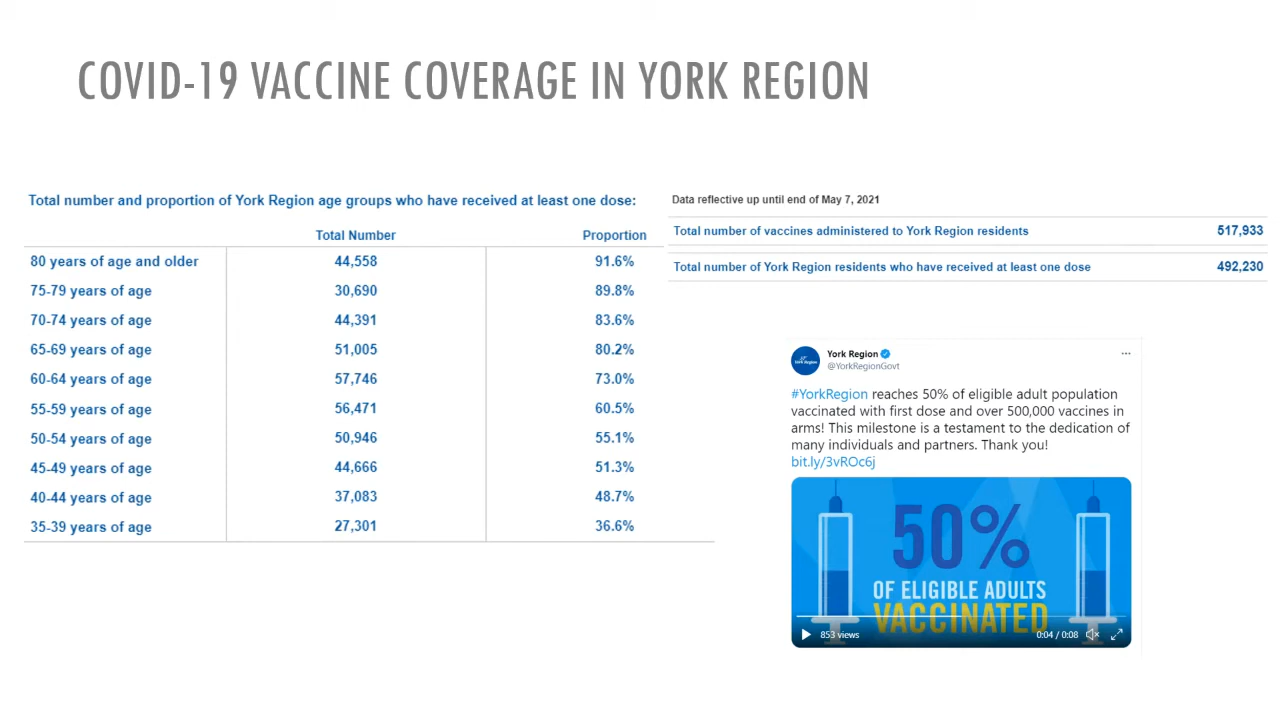 COVID-19 VACCINE COVERAGE IN YORK REGION
Total number and proportion of York Region age groups who have received at least one dose:
Total Number Proportion
80 years of age and older 44,558 91.6%
75-79 years of age 30,690 89.8%
70-74 years of age 44,391 83.6%
65-69 years of age 51,005 80.2%
60-64 years of age 57,746 73.0%
55-59 years of age 56,471 60.5%
50-54 years of age 50,946 55.1%
45-49 years of age 44,666 51.3%
40-44 years of age 37,083 48.7%
35-39 years of age 27,301 36.6%
Data reflective up until end of May 7, 2021
Total number of vaccines administered to York Region residents 517,933
Total number of York Region residents who have received at least one dose 492,230
York Region
York Region
@YorkRegionGovt
#YorkRegion reaches 50% of eligible adult population
vaccinated with first dose and over 500,000 vaccines in
arms! This milestone is a testament to the dedication of
many individuals and partners. Thank you!
bit.ly/3vROc6j
50%
OF ELIGIBLE ADULTS
VACCINATED
853 views 0:04 / 0:08